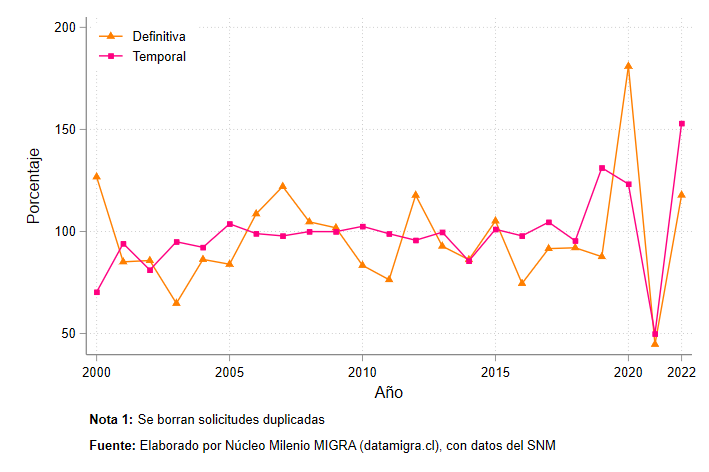 Definitiva
Temporal
200
150
100
50
Porcentaje
2000 2005 2010 2015 2020 2022
Año
Nota 1: Se borran solicitudes duplicadas
Fuente: Elaborado por Núcleo Milenio MIGRA (datamigra.cl), con datos del SNM